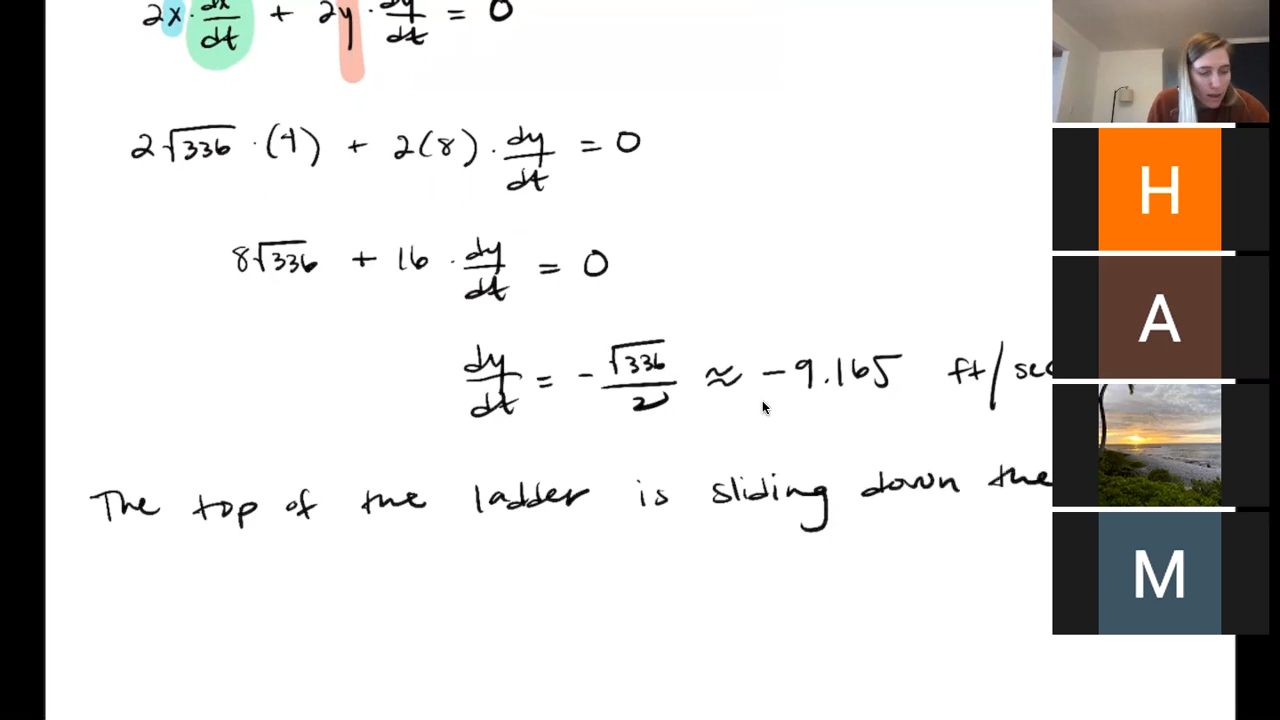 2x · dx/dt + 2y · dy/dt = 0
2√336 · (4) + 2(8) · dy/dt = 0
8√336 + 16 · dy/dt = 0
dy/dt = - √336/2 ≈ -9.165 ft/sec
The top of the ladder is sliding down the
H
A
M